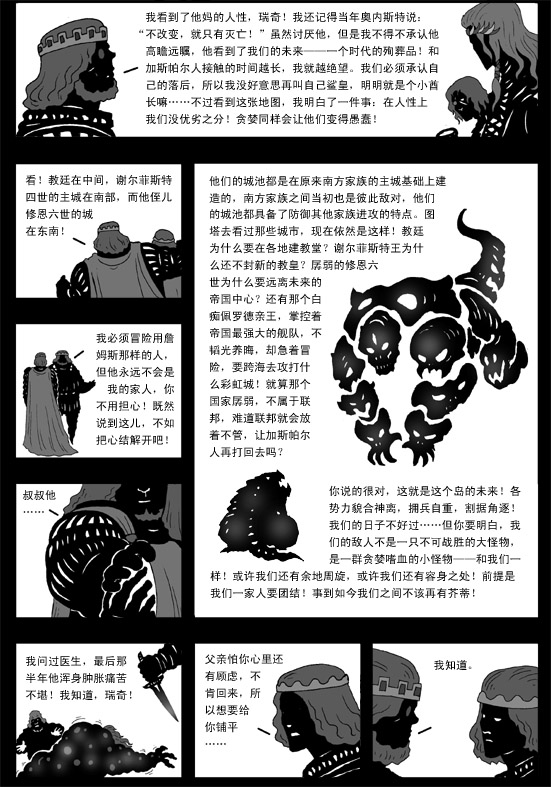 我看到了他妈的人性，瑞奇！我还记得当年奥内斯特说：
“不改变，就只有灭亡！”虽然讨厌他，但是我不得不承认他
高瞻远瞩，他看到了我们的未来——一个时代的殉葬品！和
加斯帕尔人接触的时间越长，我就越绝望。我们必须承认自
己的落后，所以我没好意思再叫自己鲨皇，明明就是个小酋
长嘛……不过看到这张地图，我明白了一件事：在人性上
我们没优劣之分！贪婪同样会让他们变得愚蠢！
看！教廷在中间，谢尔菲斯特
四世的主城在南部，而他侄儿
修恩六世的城
在东南！
他们的城池都是在原来南方家族的主城基础上建
造的，南方家族之间当初也是彼此敌对，他们
的城池都具备了防御其他家族进攻的特点。图
塔去看过那些城市，现在依然是这样！教廷
为什么要在各地建教堂？谢尔菲斯特王为什
么还不封新的教皇？孱弱的修恩六
世为什么要远离未来的
帝国中心？还有那个白
痴佩罗德亲王，掌控着
帝国最强大的舰队，不
韬光养晦，却急着冒
险，要跨海去攻打什
么彩虹城！就算那个
国家孱弱，不属于联
邦，难道联邦就会放
着不管，让加斯帕尔
人再打回去吗？
我必须冒险用詹
姆斯那样的人，
但他永远不会是
我的家人，你
不用担心！既然
说到这儿，不如
把心结解开吧！
叔叔他
……
你说的很对，这就是这个岛的未来！各
势力貌合神离，拥兵自重，割据角逐！
我们的日子不好过……但你要明白，我
们的敌人不是一只不可战胜的大怪物，
是一群贪婪嗜血的小怪物——和我们一
样！或许我们还有余地周旋，或许我们还有容身之处！前提是
我们一家人要团结！事到如今我们之间不该再有芥蒂！
我问过医生，最后那
半年他浑身肿胀痛苦
不堪！我知道，瑞奇！
父亲怕你心里还
有顾虑，不
肯回来，所
以想要给
你铺平
……
我知道。